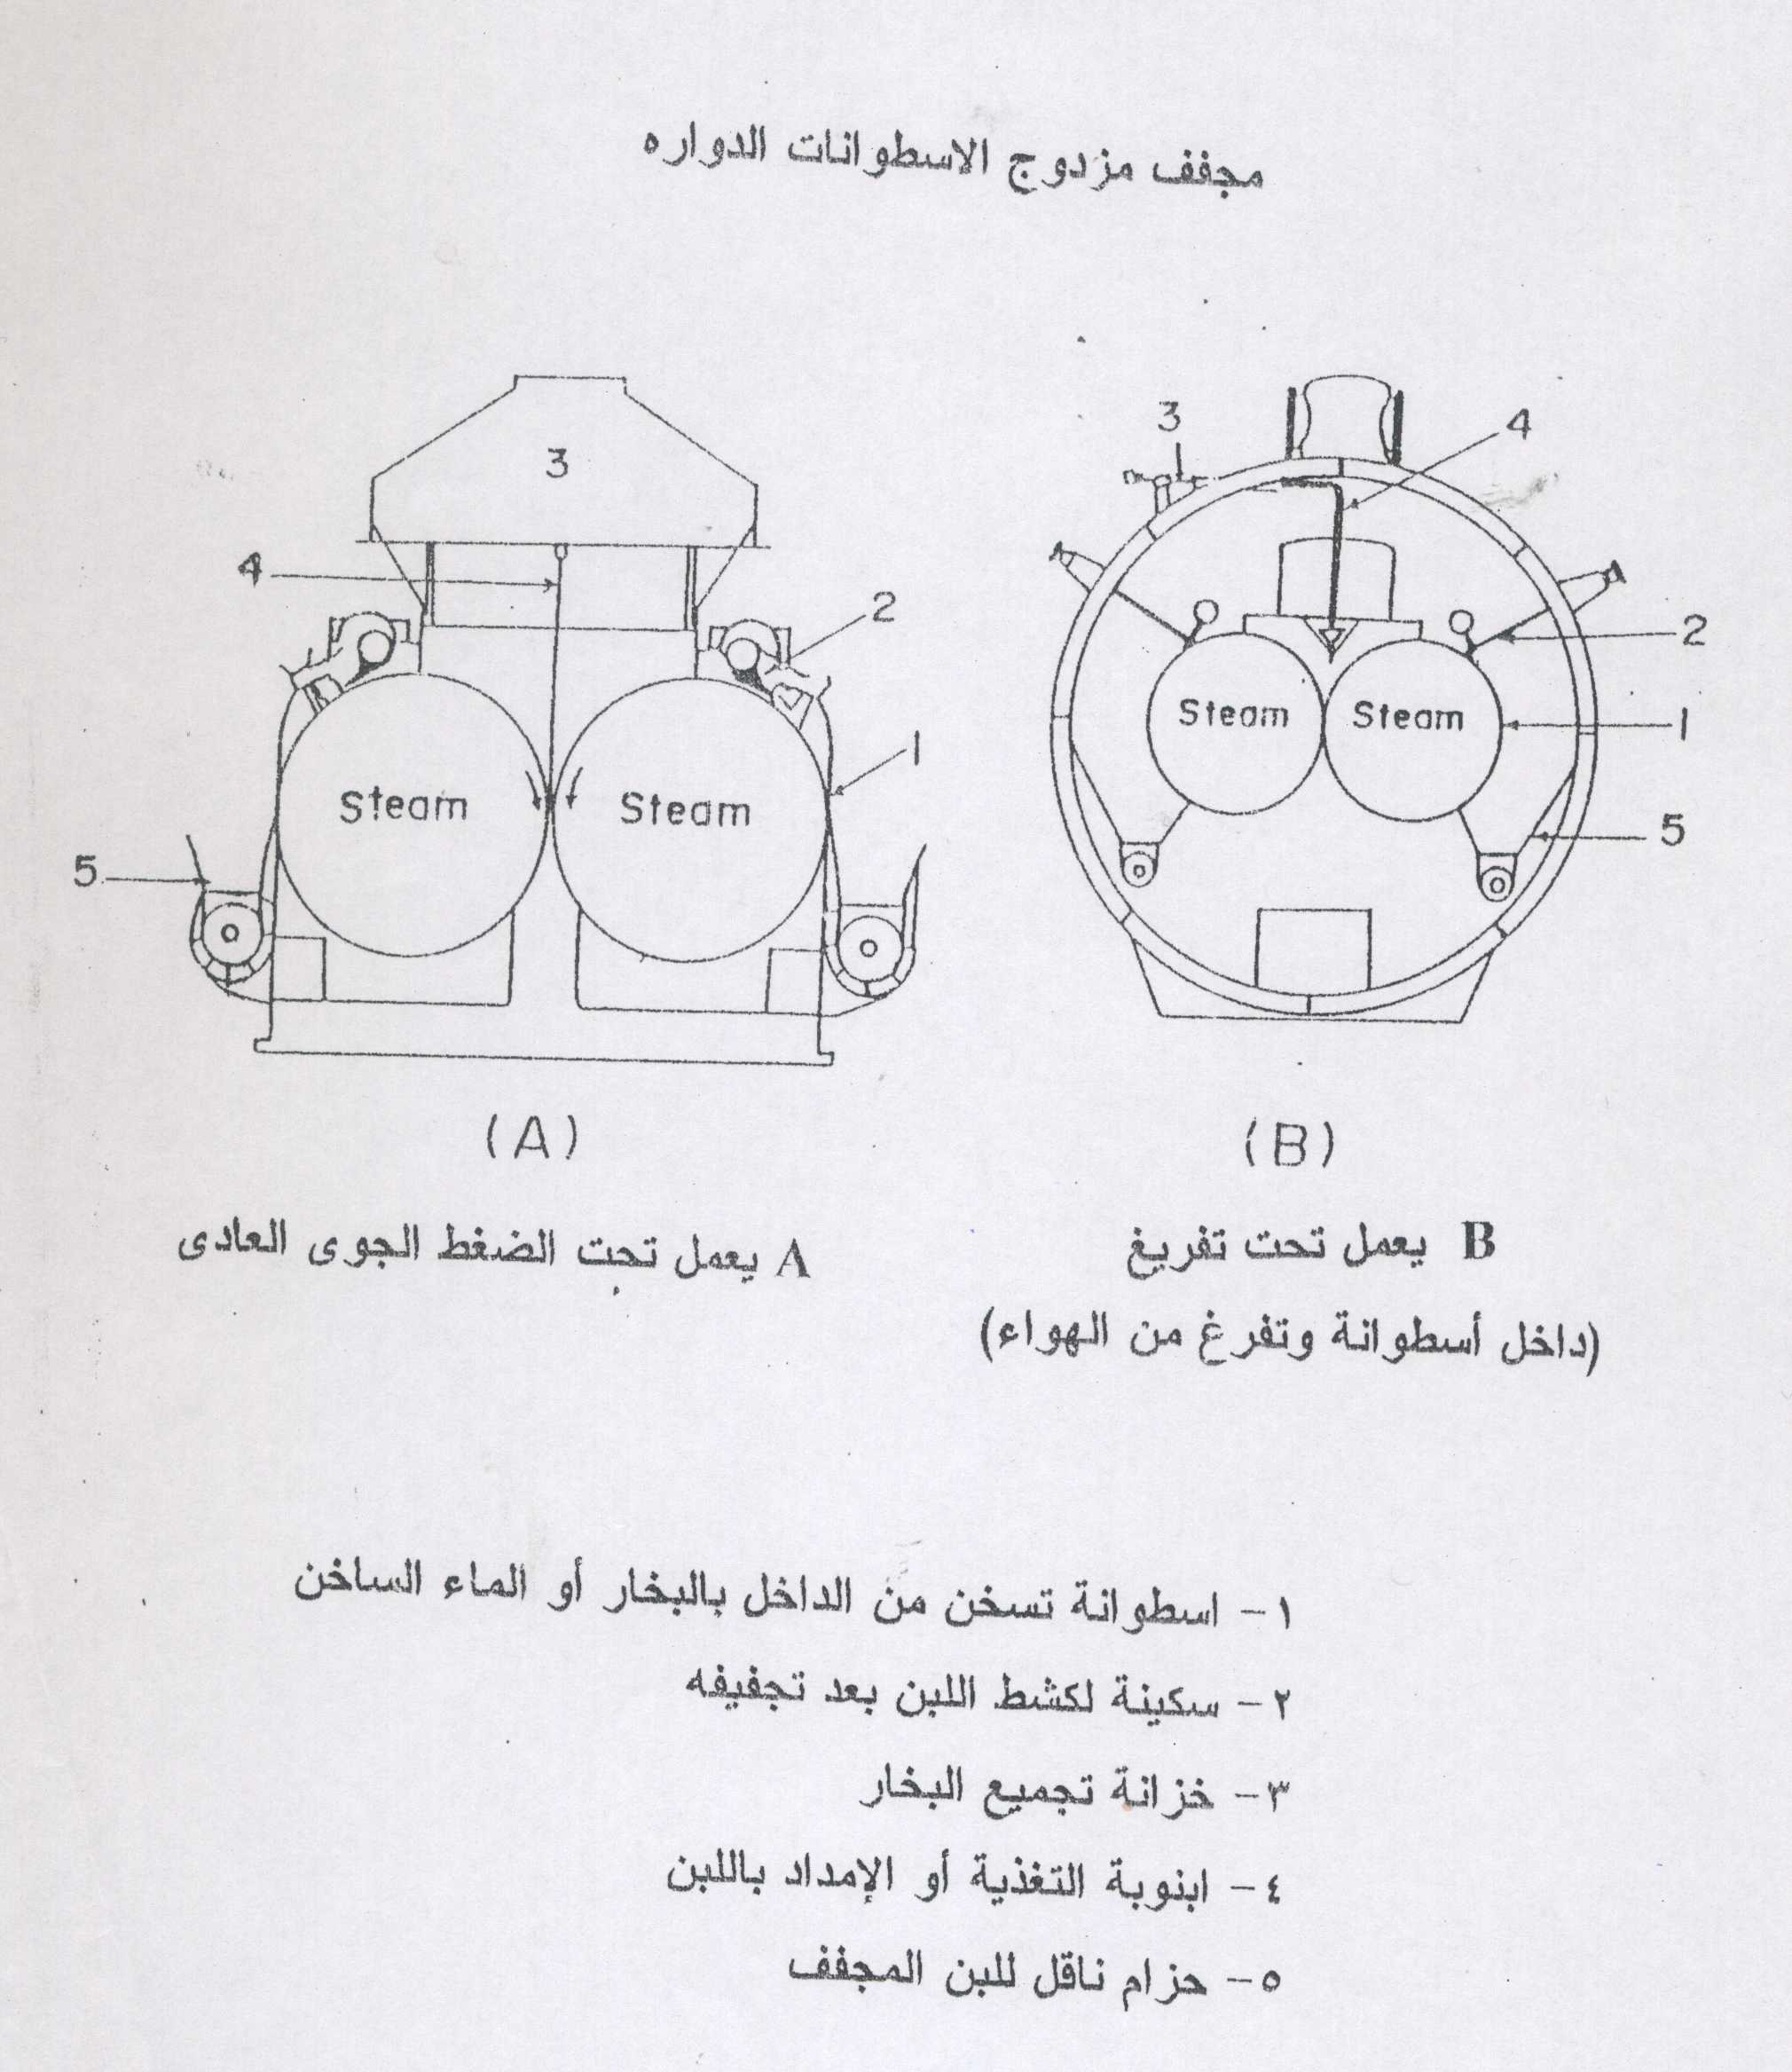 مجفف مزدوج الاسطوانات الدواره
3
4
2
Steam
Steam
1
5
(A)
3
4
2
Steam
Steam
1
5
(B)
A يعمل تحت الضغط الجوى العادى
B يعمل تحت تفريغ
(داخل أسطوانة وتفرغ من الهواء)
١- اسطوانة تسخن من الداخل بالبخار أو الماء الساخن
٢- سكينة لكشط اللبن بعد تجفيفه
٣- خزانة تجميع البخار
٤- ابنوبة التغذية أو الإمداد باللبن
٥- حزام ناقل للبن المجفف